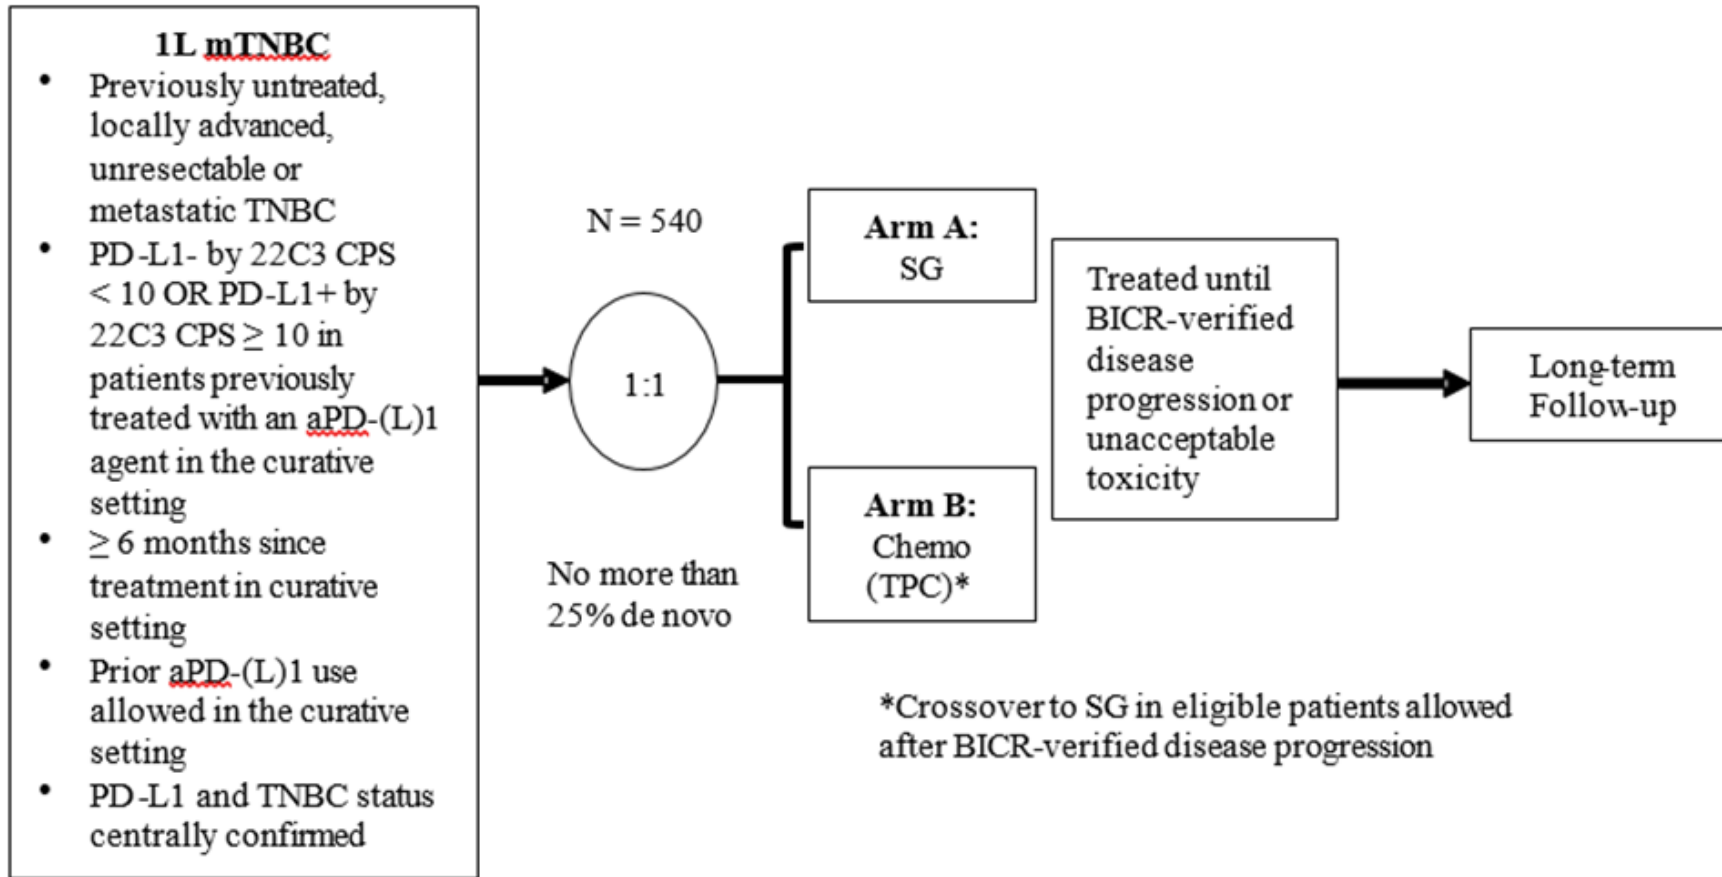 1L mTNBC
• Previously untreated,
locally advanced,
unresectable or
metastatic TNBC
• PD-L1- by 22C3 CPS
< 10 OR PD-L1+ by
22C3 CPS ≥ 10 in
patients previously
treated with an aPD-(L)1
agent in the curative
setting
• ≥ 6 months since
treatment in curative
setting
• Prior aPD-(L)1 use
allowed in the curative
setting
• PD-L1 and TNBC status
centrally confirmed
N = 540
1:1
No more than
25% de novo
Arm A:
SG
Arm B:
Chemo
(TPC)*
Treated until
BICR-verified
disease
progression or
unacceptable
toxicity
Long-term
Follow-up
*Crossover to SG in eligible patients allowed
after BICR-verified disease progression